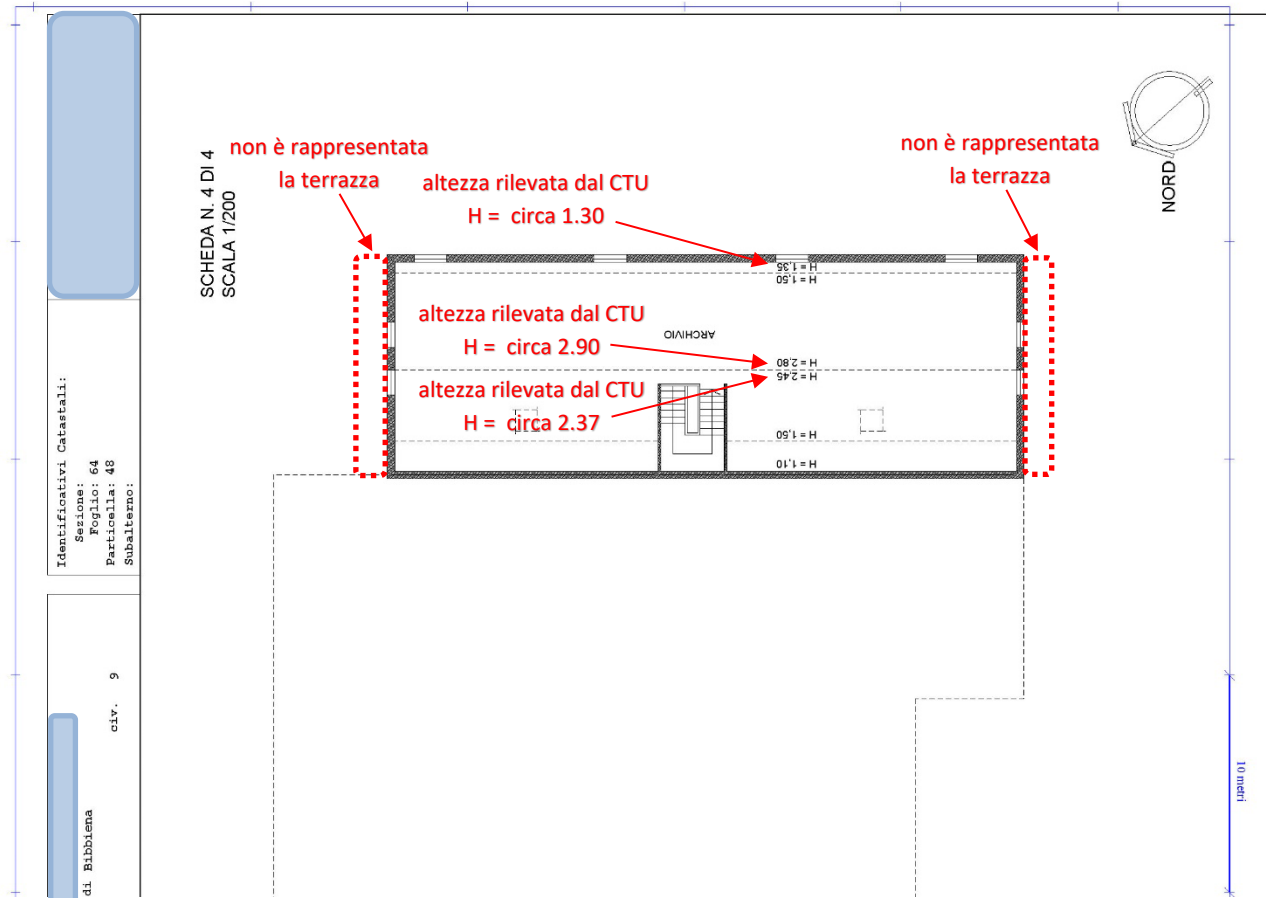 SCHEDA N. 4 DI 4
SCALA 1/200
non è rappresentata
la terrazza
altezza rilevata dal CTU
H = circa 1.30
non è rappresentata
la terrazza
NORD
H = 1,35
H = 1,50
altezza rilevata dal CTU
H = circa 2.90
ARCHIVIO
H = 2,80
H = 2,45
altezza rilevata dal CTU
H = circa 2.37
H = 1,50
H = 1,10
Identificativi Catastali:
Sezione:
Foglio: 64
Particella: 48
Subalterno:
civ. 9
di Bibbiena
10 metri